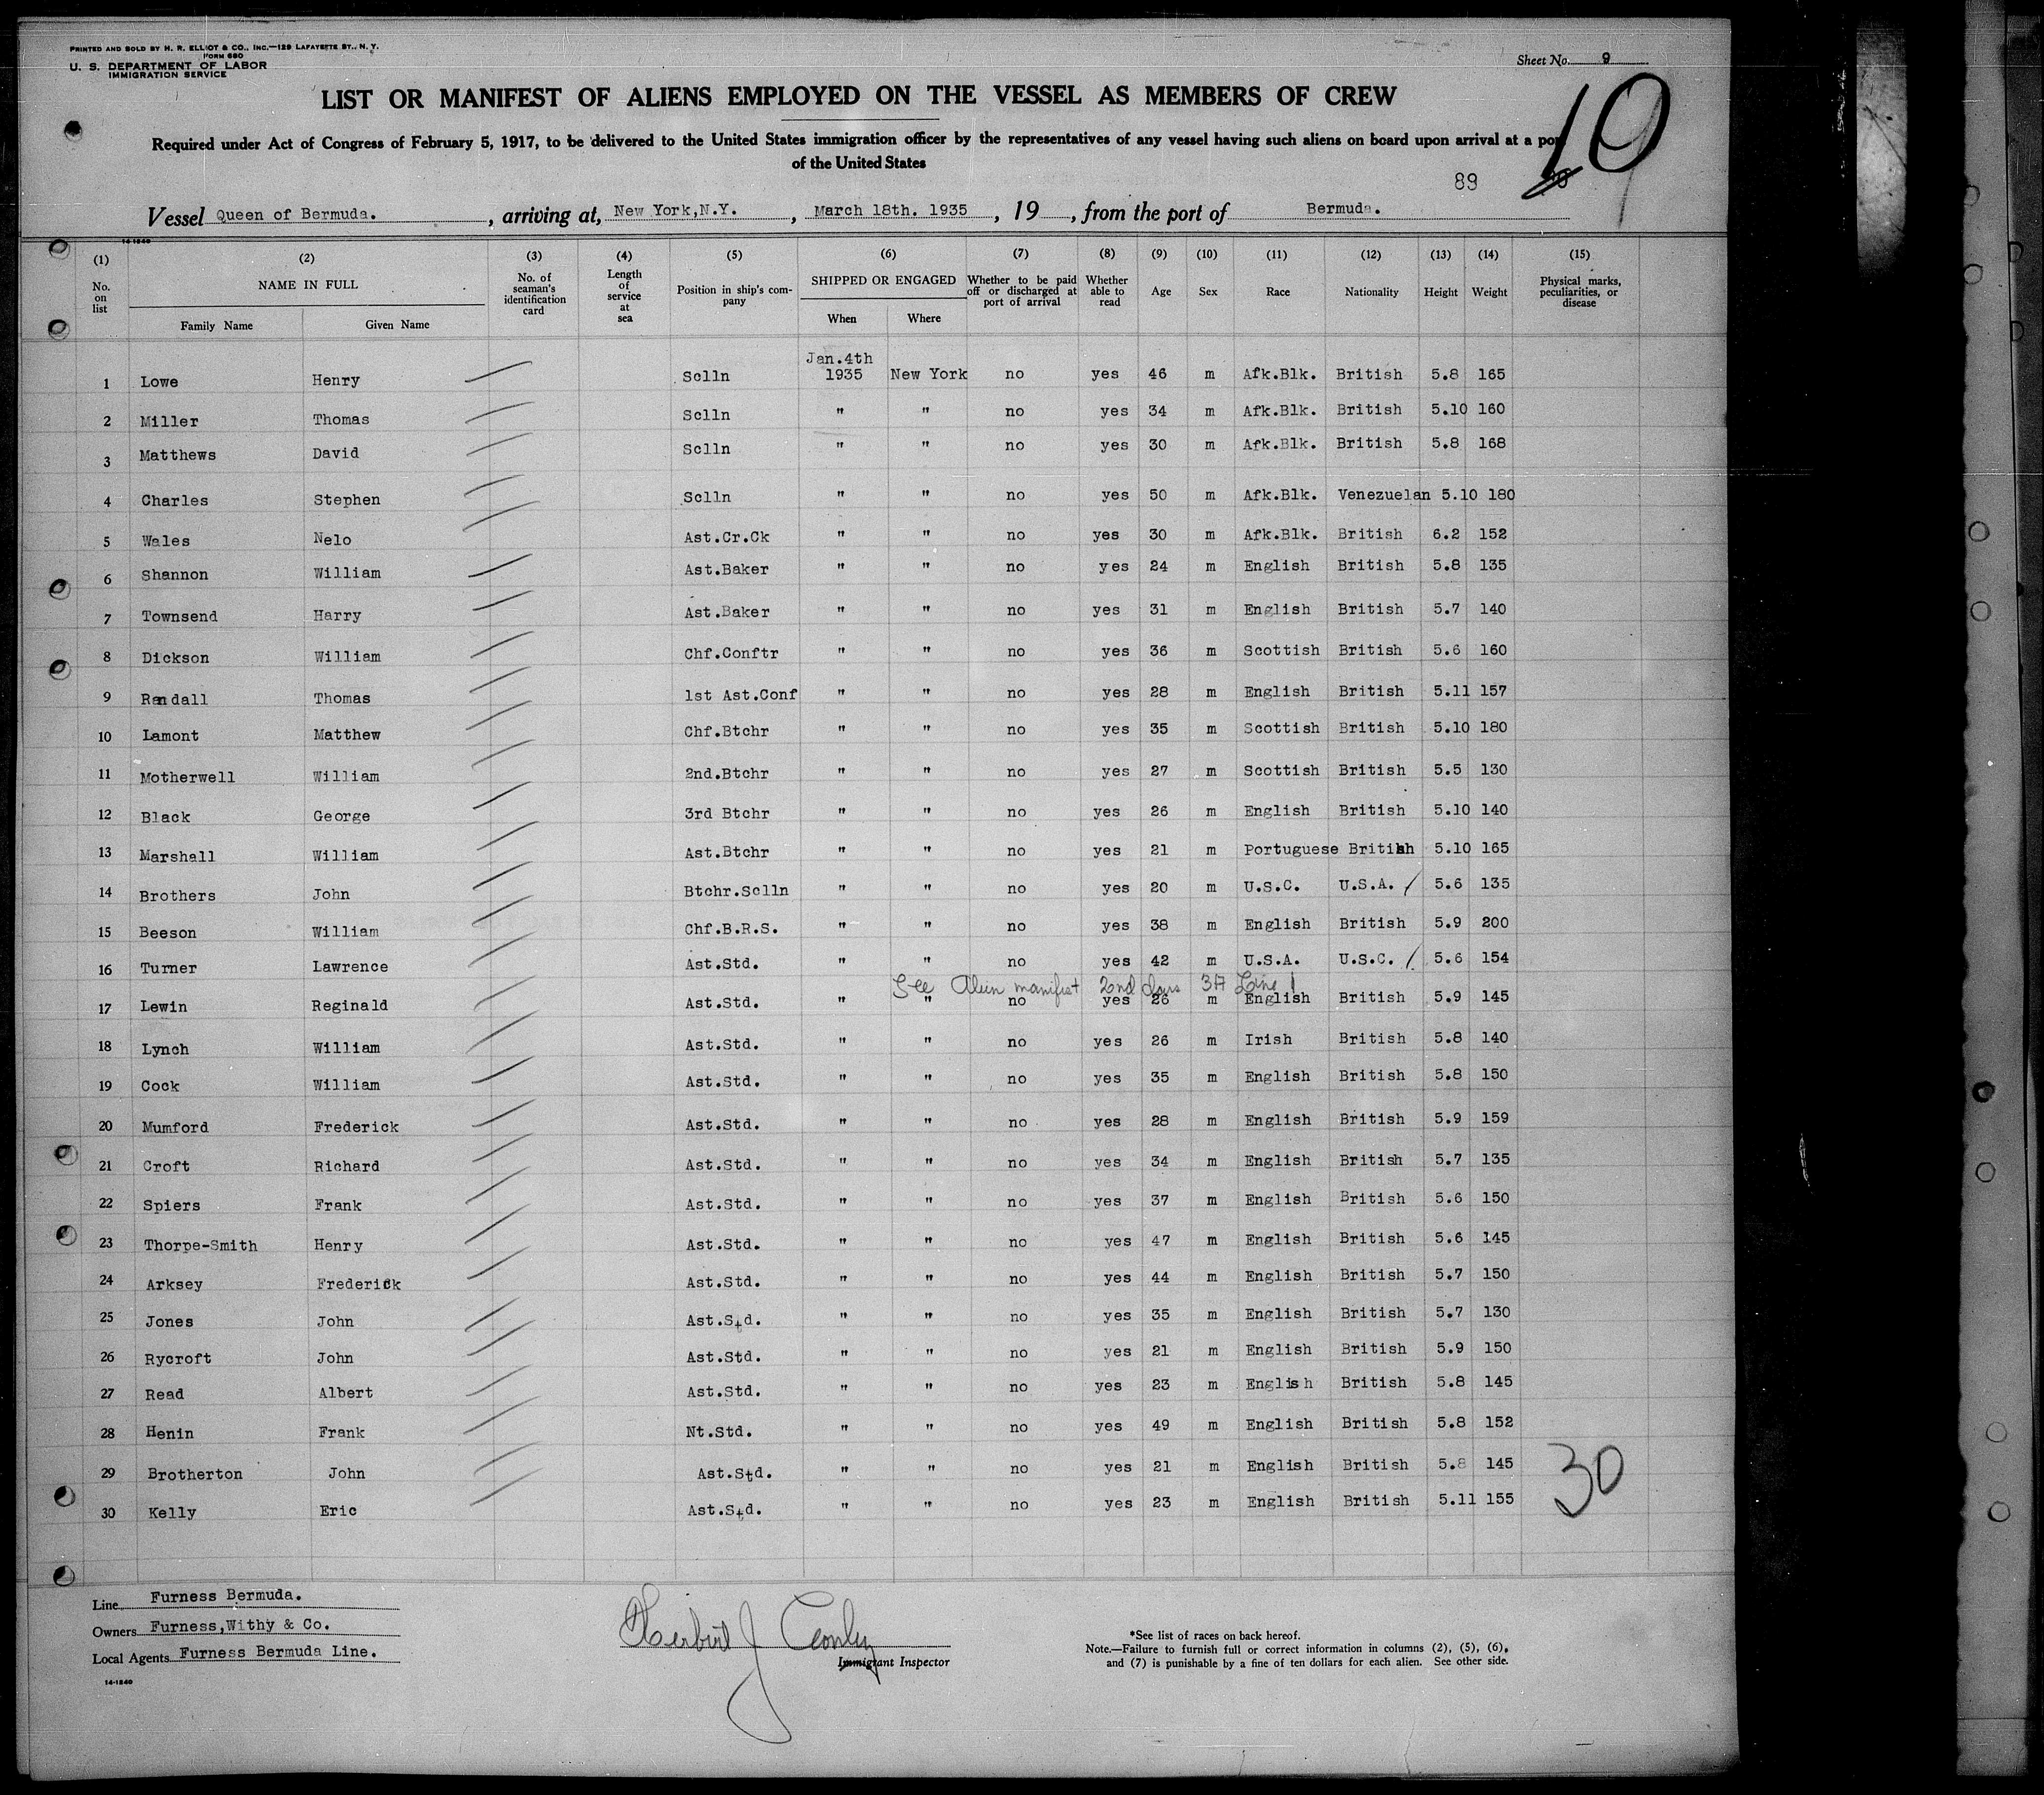 PRINTED AND SOLD BY H. R. ELLIOT & CO., INC.—129 LAFAYETTE ST., N. Y.
FORM 680
U. S. DEPARTMENT OF LABOR
IMMIGRATION SERVICE
Sheet No. 9
LIST OR MANIFEST OF ALIENS EMPLOYED ON THE VESSEL AS MEMBERS OF CREW
Required under Act of Congress of February 5, 1917, to be delivered to the United States immigration officer by the representatives of any vessel having such aliens on board upon arrival at a port
of the United States
89
Vessel Queen of Bermuda. , arriving at, New York,N.Y. , March 18th. 1935 , 19 , from the port of Bermuda.
14-1240
(1) (2) (3) (4) (5) (6) (7) (8) (9) (10) (11) (12) (13) (14) (15)
No. on list NAME IN FULL Family Name Given Name No. of seaman's identification card Length of service at sea Position in ship's company SHIPPED OR ENGAGED When Where Whether to be paid off or discharged at port of arrival Whether able to read Age Sex Race Nationality Height Weight Physical marks, peculiarities, or disease
Jan.4th
1 Lowe Henry Sclln 1935 New York no yes 46 m Afk.Blk. British 5.8 165
2 Miller Thomas Sclln " " no yes 34 m Afk.Blk. British 5.10 160
3 Matthews David Sclln " " no yes 30 m Afk.Blk. British 5.8 168
4 Charles Stephen Sclln " " no yes 50 m Afk.Blk. Venezuelan 5.10 180
5 Wales Nelo Ast.Cr.Ck " " no yes 30 m Afk.Blk. British 6.2 152
6 Shannon William Ast.Baker " " no yes 24 m English British 5.8 135
7 Townsend Harry Ast.Baker " " no yes 31 m English British 5.7 140
8 Dickson William Chf.Conftr " " no yes 36 m Scottish British 5.6 160
9 Randall Thomas 1st Ast.Conf " " no yes 28 m English British 5.11 157
10 Lamont Matthew Chf.Btchr " " no yes 35 m Scottish British 5.10 180
11 Motherwell William 2nd.Btchr " " no yes 27 m Scottish British 5.5 130
12 Black George 3rd Btchr " " no yes 26 m English British 5.10 140
13 Marshall William Ast.Btchr " " no yes 21 m Portuguese British 5.10 165
14 Brothers John Btchr.Sclln " " no yes 20 m U.S.C. U.S.A. / 5.6 135
15 Beeson William Chf.B.R.S. " " no yes 38 m English British 5.9 200
16 Turner Lawrence Ast.Std. " " no yes 42 m U.S.A. U.S.C. / 5.6 154
See Alien manifest 2nd class 3A Line 1
17 Lewin Reginald Ast.Std. " " no yes 26 m English British 5.9 145
18 Lynch William Ast.Std. " " no yes 26 m Irish British 5.8 140
19 Cock William Ast.Std. " " no yes 35 m English British 5.8 150
20 Mumford Frederick Ast.Std. " " no yes 28 m English British 5.9 159
21 Croft Richard Ast.Std. " " no yes 34 m English British 5.7 135
22 Spiers Frank Ast.Std. " " no yes 37 m English British 5.6 150
23 Thorpe-Smith Henry Ast.Std. " " no yes 47 m English British 5.6 145
24 Arksey Frederick Ast.Std. " " no yes 44 m English British 5.7 150
25 Jones John Ast.Std. " " no yes 35 m English British 5.7 130
26 Rycroft John Ast.Std. " " no yes 21 m English British 5.9 150
27 Read Albert Ast.Std. " " no yes 23 m English British 5.8 145
28 Henin Frank Nt.Std. " " no yes 49 m English British 5.8 152
29 Brotherton John Ast.Std. " " no yes 21 m English British 5.8 145
30 Kelly Eric Ast.Std. " " no yes 23 m English British 5.11 155
30
Line Furness Bermuda.
Owners Furness,Withy & Co.
Local Agents Furness Bermuda Line.
14-1240
Herbert J
Immigrant Inspector
*See list of races on back hereof.
Note.—Failure to furnish full or correct information in columns (2), (5), (6),
and (7) is punishable by a fine of ten dollars for each alien. See other side.